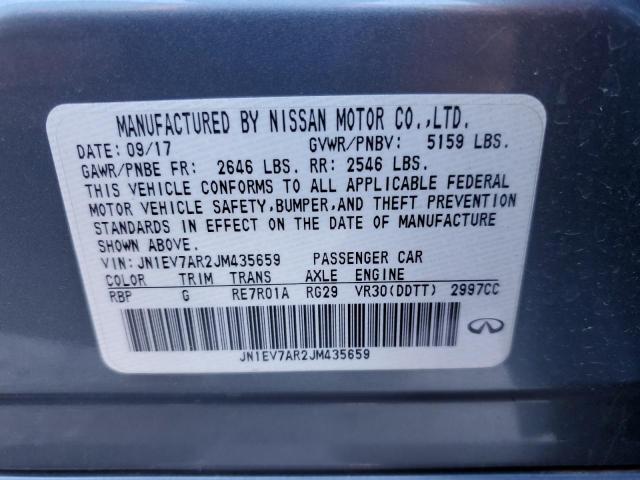 MANUFACTURED BY NISSAN MOTOR CO.,LTD.
DATE: 09/17 GVWR/PNBV: 5159 LBS.
GAWR/PNBE FR: 2646 LBS. RR: 2546 LBS.
THIS VEHICLE CONFORMS TO ALL APPLICABLE FEDERAL
MOTOR VEHICLE SAFETY,BUMPER,AND THEFT PREVENTION
STANDARDS IN EFFECT ON THE DATE OF MANUFACTURE
SHOWN ABOVE.
VIN: JN1EV7AR2JM435659 PASSENGER CAR
COLOR TRIM TRANS AXLE ENGINE
RBP G RE7R01A RG29 VR30(DDTT) 2997CC
JN1EV7AR2JM435659